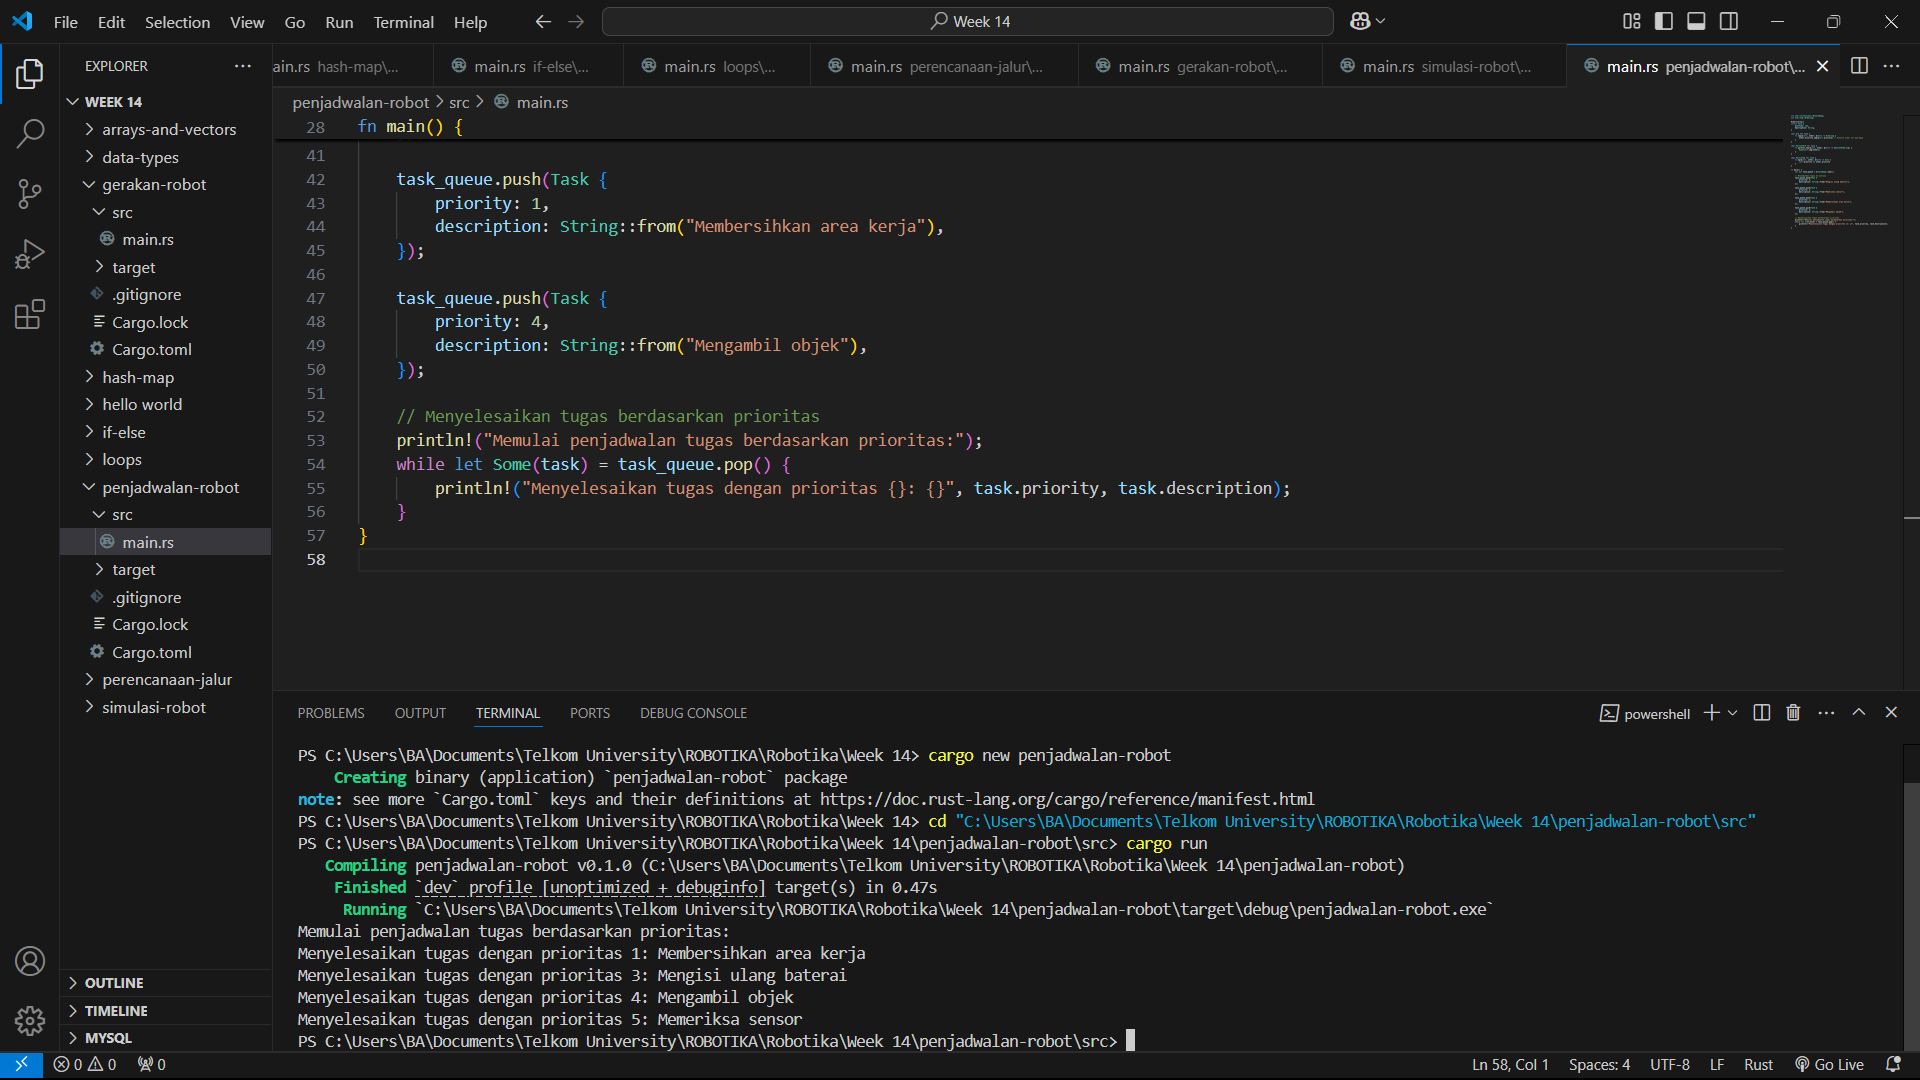 File Edit Selection View Go Run Terminal Help
Week 14
EXPLORER
ain.rs hash-map\...
main.rs if-else\...
main.rs loops\...
main.rs perencanaan-jalur\...
main.rs gerakan-robot\...
main.rs simulasi-robot\...
main.rs penjadwalan-robot\...
WEEK 14
arrays-and-vectors
data-types
gerakan-robot
src
main.rs
target
.gitignore
Cargo.lock
Cargo.toml
hash-map
hello world
if-else
loops
penjadwalan-robot
src
main.rs
target
.gitignore
Cargo.lock
Cargo.toml
perencanaan-jalur
simulasi-robot
OUTLINE
TIMELINE
MYSQL
penjadwalan-robot > src > main.rs
28 fn main() {
41
42 task_queue.push(Task {
43 priority: 1,
44 description: String::from("Membersihkan area kerja"),
45 });
46
47 task_queue.push(Task {
48 priority: 4,
49 description: String::from("Mengambil objek"),
50 });
51
52 // Menyelesaikan tugas berdasarkan prioritas
53 println!("Memulai penjadwalan tugas berdasarkan prioritas:");
54 while let Some(task) = task_queue.pop() {
55 println!("Menyelesaikan tugas dengan prioritas {}: {}", task.priority, task.description);
56 }
57 }
58
PROBLEMS OUTPUT TERMINAL PORTS DEBUG CONSOLE
powershell
PS C:\Users\BA\Documents\Telkom University\ROBOTIKA\Robotika\Week 14> cargo new penjadwalan-robot
Creating binary (application) `penjadwalan-robot` package
note: see more `Cargo.toml` keys and their definitions at https://doc.rust-lang.org/cargo/reference/manifest.html
PS C:\Users\BA\Documents\Telkom University\ROBOTIKA\Robotika\Week 14> cd "C:\Users\BA\Documents\Telkom University\ROBOTIKA\Robotika\Week 14\penjadwalan-robot\src"
PS C:\Users\BA\Documents\Telkom University\ROBOTIKA\Robotika\Week 14\penjadwalan-robot\src> cargo run
Compiling penjadwalan-robot v0.1.0 (C:\Users\BA\Documents\Telkom University\ROBOTIKA\Robotika\Week 14\penjadwalan-robot)
Finished `dev` profile [unoptimized + debuginfo] target(s) in 0.47s
Running `C:\Users\BA\Documents\Telkom University\ROBOTIKA\Robotika\Week 14\penjadwalan-robot\target\debug\penjadwalan-robot.exe`
Memulai penjadwalan tugas berdasarkan prioritas:
Menyelesaikan tugas dengan prioritas 1: Membersihkan area kerja
Menyelesaikan tugas dengan prioritas 3: Mengisi ulang baterai
Menyelesaikan tugas dengan prioritas 4: Mengambil objek
Menyelesaikan tugas dengan prioritas 5: Memeriksa sensor
PS C:\Users\BA\Documents\Telkom University\ROBOTIKA\Robotika\Week 14\penjadwalan-robot\src>
0 0 0
Ln 58, Col 1 Spaces: 4 UTF-8 LF Rust Go Live